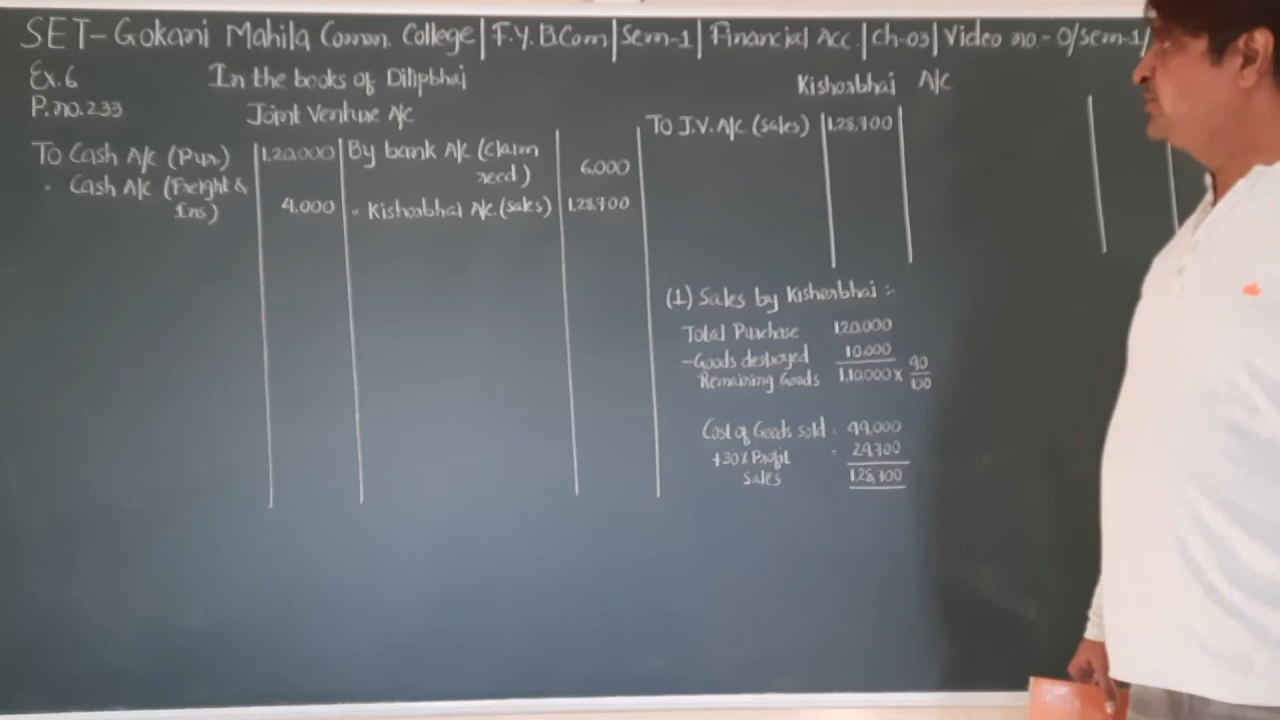 SET-Gokani Mahila Comm. College | F.Y. B.Com | Sem-1 | Financial Acc. | Ch-03 | Video no - 0/Sem-1/
Ex.6
P.no.233
In the books of Dilipbhai
Joint Venture A/c
To Cash A/c (Pur.) 1,20,000 By bank A/c (Claim recd) 6,000
" Cash A/c (Freight & Ins) 4,000 " Kishorbhai A/c. (sales) 1,28,700
Kishorbhai A/c
To J.V. A/c (sales) 1,28,700
(1) Sales by Kishorbhai :-
Total Purchase 1,20,000
- Goods destroyed 10,000
Remaining Goods 1,10,000 x 90/100
Cost of Goods sold = 99,000
+30% Profit = 29,700
Sales 1,28,700